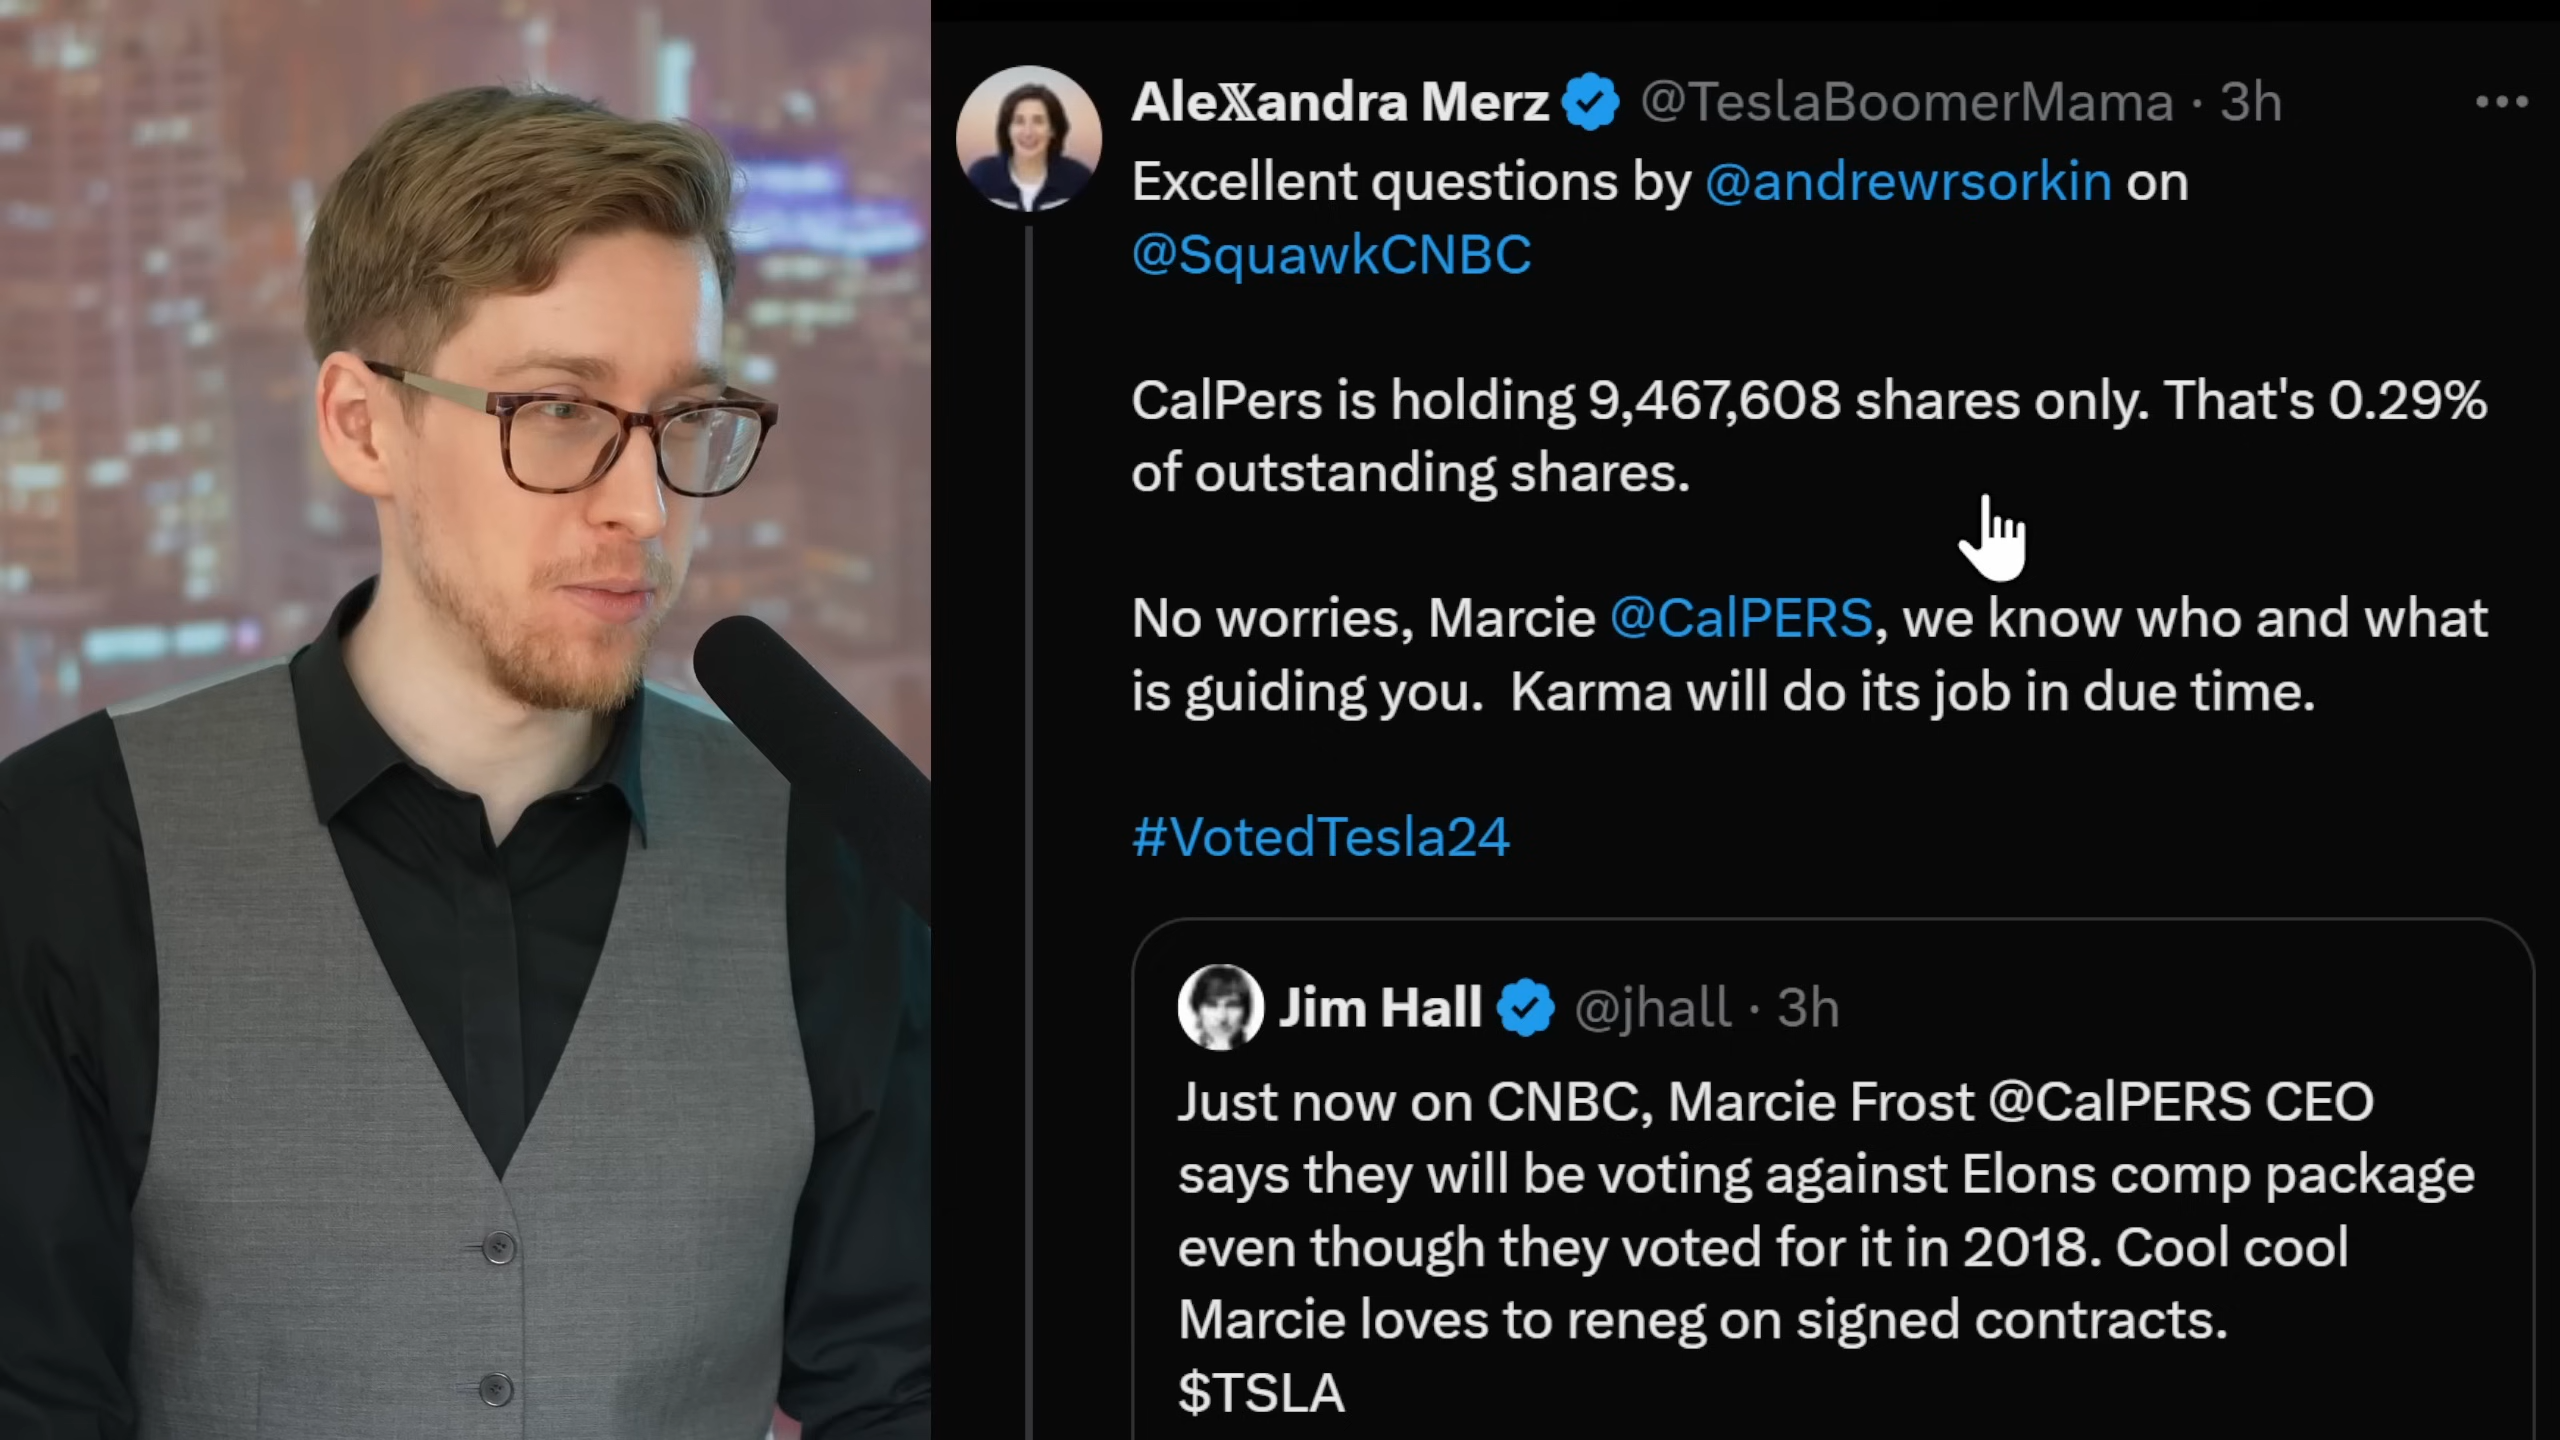 Ale𝕏andra Merz @TeslaBoomerMama · 3h
Excellent questions by @andrewrsorkin on
@SquawkCNBC
CalPers is holding 9,467,608 shares only. That's 0.29%
of outstanding shares.
No worries, Marcie @CalPERS, we know who and what
is guiding you.  Karma will do its job in due time.
#VotedTesla24
Jim Hall @jhall · 3h
Just now on CNBC, Marcie Frost @CalPERS CEO
says they will be voting against Elons comp package
even though they voted for it in 2018. Cool cool
Marcie loves to reneg on signed contracts.
$TSLA